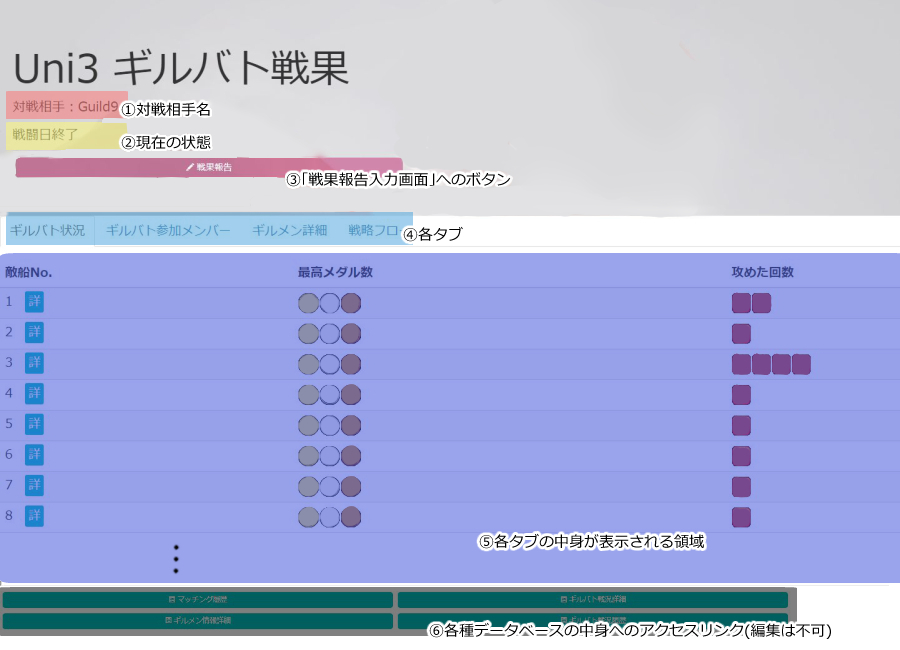 Uni3 ギルバト戦果
対戦相手：Guild9
①対戦相手名
戦闘日終了
②現在の状態
戦果報告
③「戦果報告入力画面」へのボタン
ギルバト状況 ギルバト参加メンバー ギルメン詳細 戦略フロー
④各タブ
敵船No. 最高メダル数 攻めた回数
1 詳
2 詳
3 詳
4 詳
5 詳
6 詳
7 詳
8 詳
⑤各タブの中身が表示される領域
マッチング履歴 ギルバト戦況詳細
ギルメン情報詳細
⑥各種データベースの中身へのアクセスリンク(編集は不可)